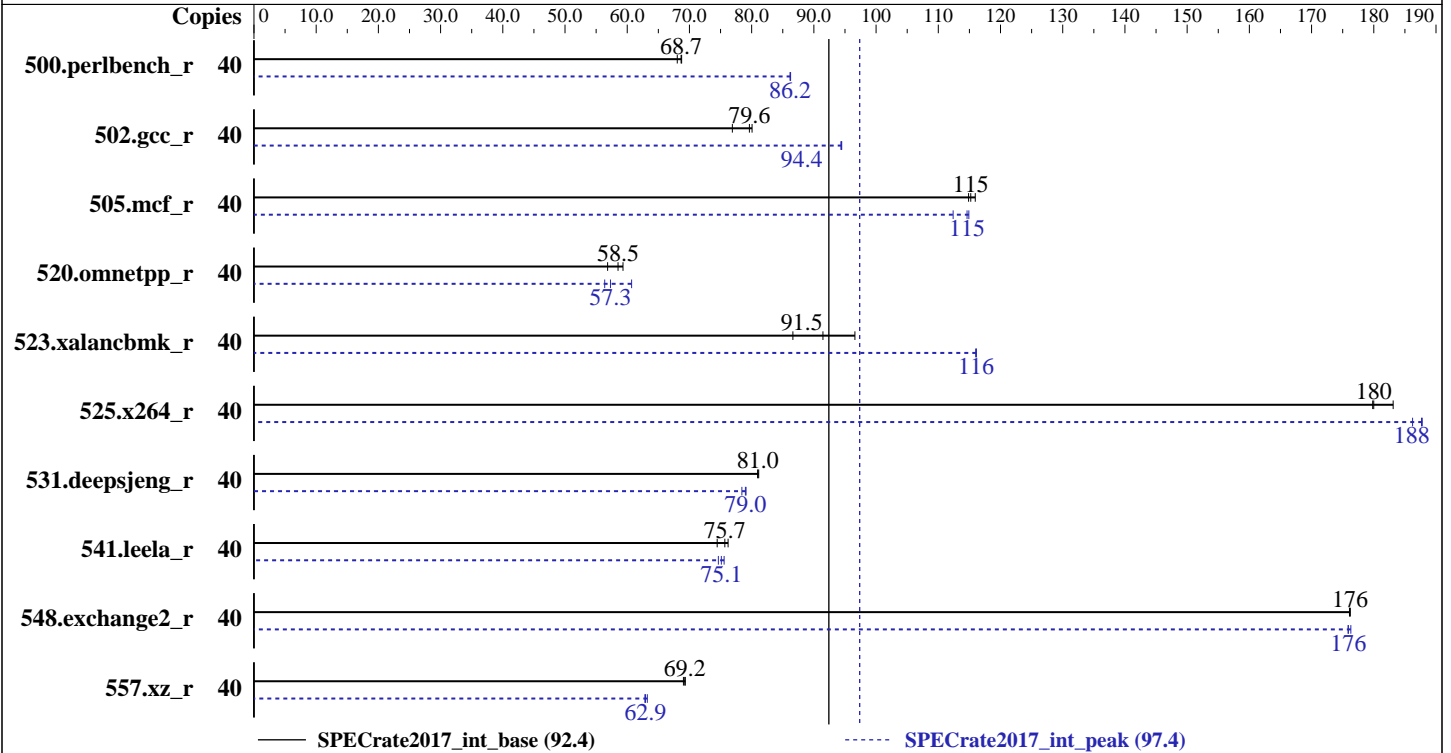 Copies 0 10.0 20.0 30.0 40.0 50.0 60.0 70.0 80.0 94.0 100 110 120 130 140 150 160 170 180 190
500.perlbench_r 40 68.7
86.2
502.gcc_r 40 79.6
94.4
505.mcf_r 40 115
115
520.omnetpp_r 40 58.5
57.3
523.xalancbmk_r 40 91.5
116
525.x264_r 40 180
188
531.deepsjeng_r 40 81.0
79.0
541.leela_r 40 75.7
75.1
548.exchange2_r 40 176
176
557.xz_r 40 69.2
62.9
SPECrate2017_int_base (92.4) SPECrate2017_int_peak (97.4)